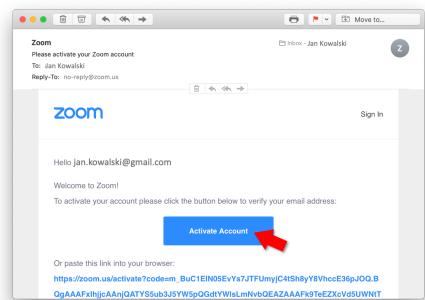 Move to...
Zoom
Inbox - Jan Kowalski
Z
Please activate your Zoom account
To: Jan Kowalski
Reply-To: no-reply@zoom.us
zoom
Sign In
Hello jan.kowalski@gmail.com
Welcome to Zoom!
To activate your account please click the button below to verify your email address:
Activate Account
Or paste this link into your browser:
https://zoom.us/activate?code=m_BuC1EIN05EvYs7JTFUmyjC4tSh8yY8VhccE36pJOQ.B
QgAAAFxIhjjcAAnjQATYS5ub3J5YW5pQGdtYWlsLmNvbQEAZAAAFk9TeEZXcVd5UWNtT